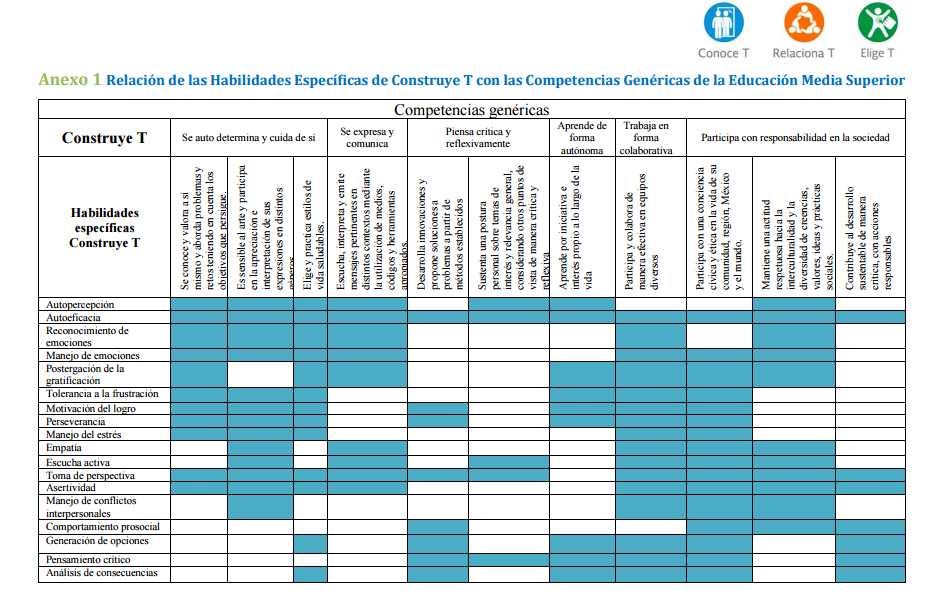 Conoce T
Relaciona T
Elige T
Anexo 1 Relación de las Habilidades Específicas de Construye T con las Competencias Genéricas de la Educación Media Superior
Competencias genéricas
Construye T
Se auto determina y cuida de sí
Se expresa y
comunica
Piensa crítica y
reflexivamente
Aprende de
forma
autónoma
Trabaja en
forma
colaborativa
Participa con responsabilidad en la sociedad
Habilidades
específicas
Construye T
Se conoce y valora a sí
mismo y aborda problemas y
retos teniendo en cuenta los
objetivos que persigue.
Es sensible al arte y participa
en la apreciación e
interpretación de sus
expresiones en distintos
Elige y practica estilos de
vida saludables.
Escucha, interpreta y emite
mensajes pertinentes en
distintos contextos mediante
la utilización de medios,
códigos y herramientas
apropiados.
Desarrolla innovaciones y
propone soluciones a
problemas a partir de
métodos establecidos
Sustenta una postura
personal sobre temas de
interés y relevancia general,
considerando otros puntos de
vista de manera crítica y
reflexiva
Aprende por iniciativa e
interés propio a lo largo de la
vida
Participa y colabora de
manera efectiva en equipos
diversos
Participa con una conciencia
cívica y ética en la vida de su
comunidad, región, México
y el mundo.
Mantiene una actitud
respetuosa hacia la
interculturalidad y la
diversidad de creencias,
valores, ideas y prácticas
sociales.
Contribuye al desarrollo
sustentable de manera
crítica, con acciones
responsables
Autopercepción
Autoeficacia
Reconocimiento de
emociones
Manejo de emociones
Postergación de la
gratificación
Tolerancia a la frustración
Motivación del logro
Perseverancia
Manejo del estrés
Empatía
Escucha activa
Toma de perspectiva
Asertividad
Manejo de conflictos
interpersonales
Comportamiento prosocial
Generación de opciones
Pensamiento crítico
Análisis de consecuencias